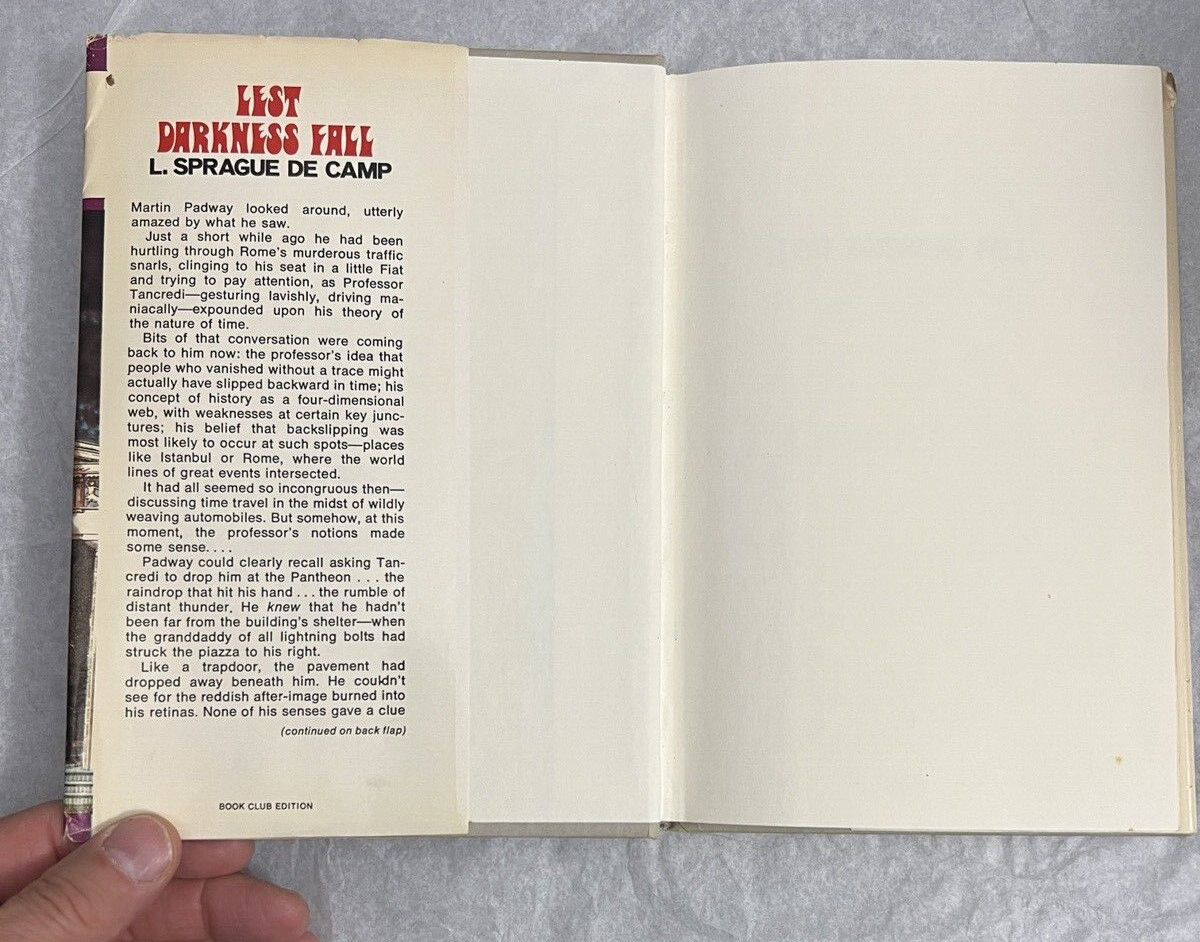 LEST
DARKNESS FALL
L. SPRAGUE DE CAMP
Martin Padway looked around, utterly
amazed by what he saw.
Just a short while ago he had been
hurtling through Rome's murderous traffic
snarls, clinging to his seat in a little Fiat
and trying to pay attention, as Professor
Tancredi—gesturing lavishly, driving ma-
niacally—expounded upon his theory of
the nature of time.
Bits of that conversation were coming
back to him now: the professor's idea that
people who vanished without a trace might
actually have slipped backward in time; his
concept of history as a four-dimensional
web, with weaknesses at certain key junc-
tures; his belief that backslipping was
most likely to occur at such spots—places
like Istanbul or Rome, where the world
lines of great events intersected.
It had all seemed so incongruous then—
discussing time travel in the midst of wildly
weaving automobiles. But somehow, at this
moment, the professor's notions made
some sense. . . .
Padway could clearly recall asking Tan-
credi to drop him at the Pantheon . . . the
raindrop that hit his hand . . . the rumble of
distant thunder. He knew that he hadn't
been far from the building's shelter—when
the granddaddy of all lightning bolts had
struck the piazza to his right.
Like a trapdoor, the pavement had
dropped away beneath him. He couldn't
see for the reddish after-image burned into
his retinas. None of his senses gave a clue
(continued on back flap)
BOOK CLUB EDITION